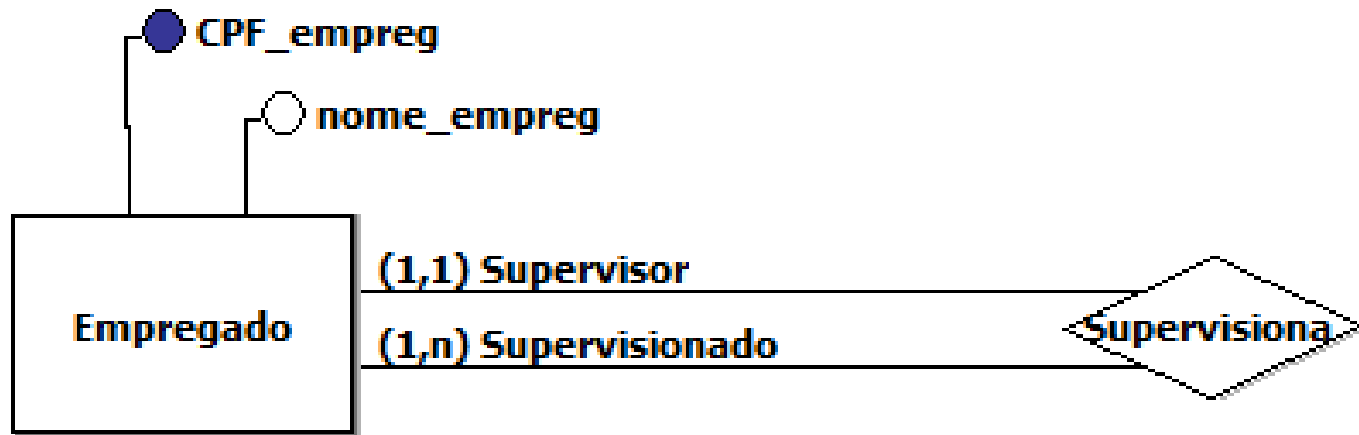 CPF_empreg
nome_empreg
(1,1) Supervisor
Empregado
Supervisiona
(1,n) Supervisionado